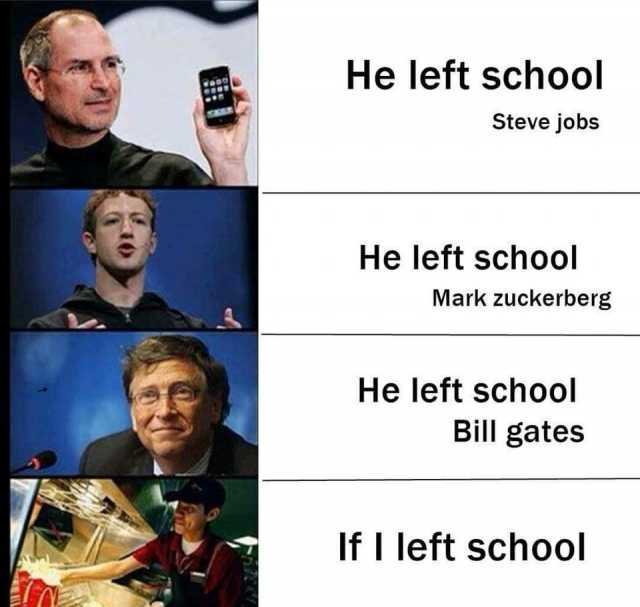 He left school
Steve jobs
He left school
Mark zuckerberg
He left school
Bill gates
If I left school